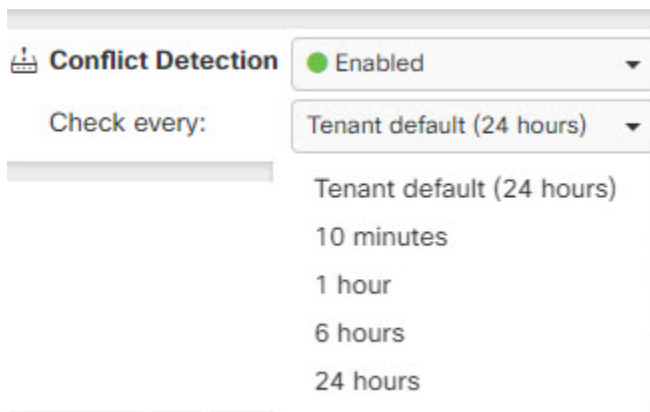 Conflict Detection Enabled
Check every: Tenant default (24 hours)
Tenant default (24 hours)
10 minutes
1 hour
6 hours
24 hours